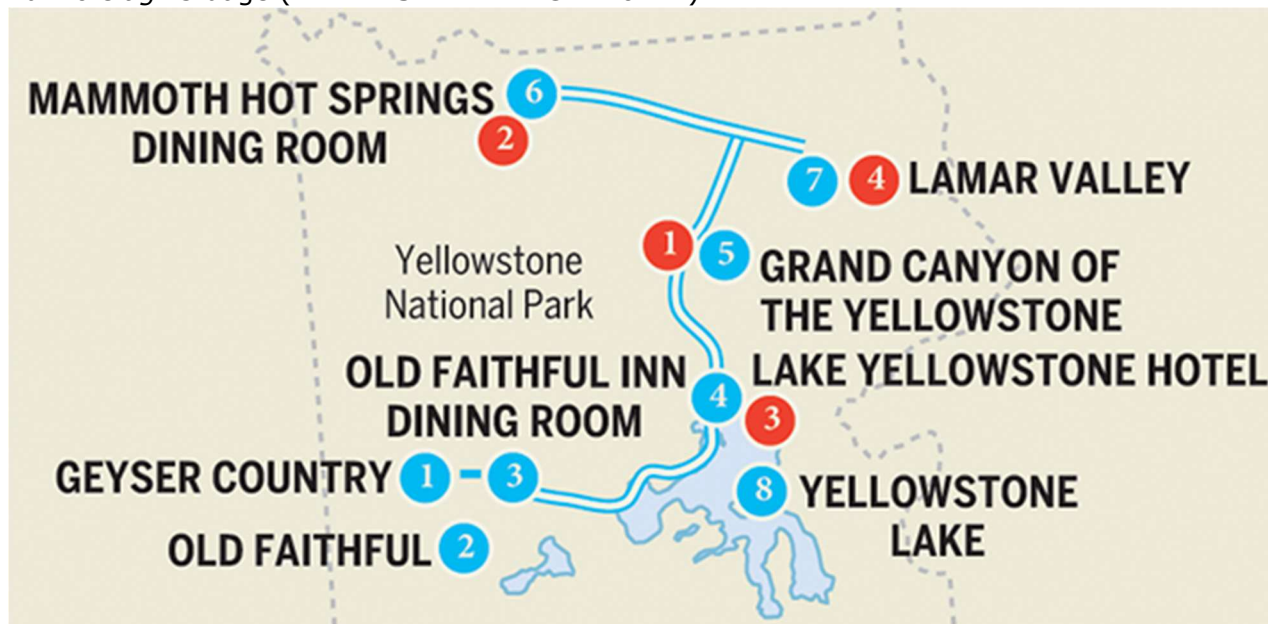 MAMMOTH HOT SPRINGS 6
DINING ROOM 2
7 4 LAMAR VALLEY
1 5 GRAND CANYON OF
THE YELLOWSTONE
Yellowstone
National Park
OLD FAITHFUL INN
DINING ROOM
4 LAKE YELLOWSTONE HOTEL
3
GEYSER COUNTRY 1 - 3
8 YELLOWSTONE
LAKE
OLD FAITHFUL 2